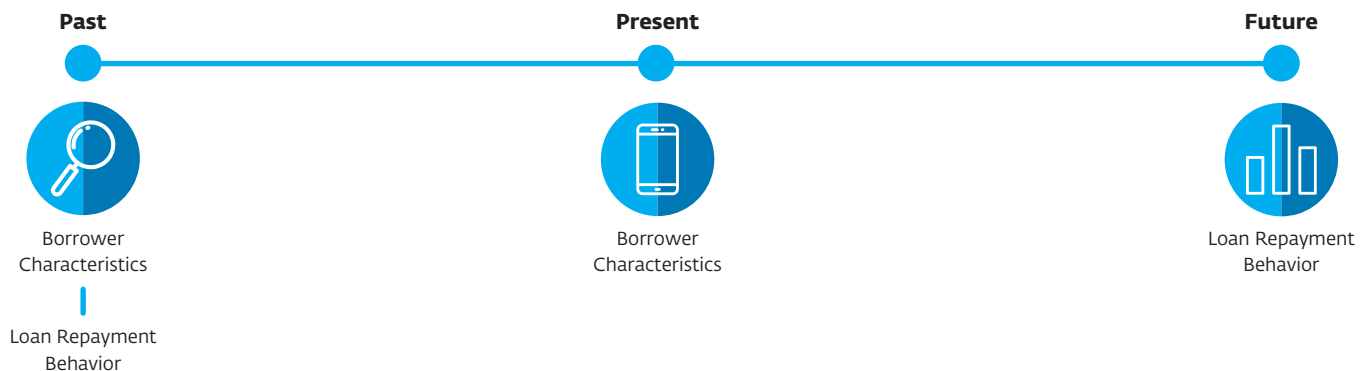 Past
Present
Future
Borrower
Characteristics
Loan Repayment
Behavior
Borrower
Characteristics
Loan Repayment
Behavior